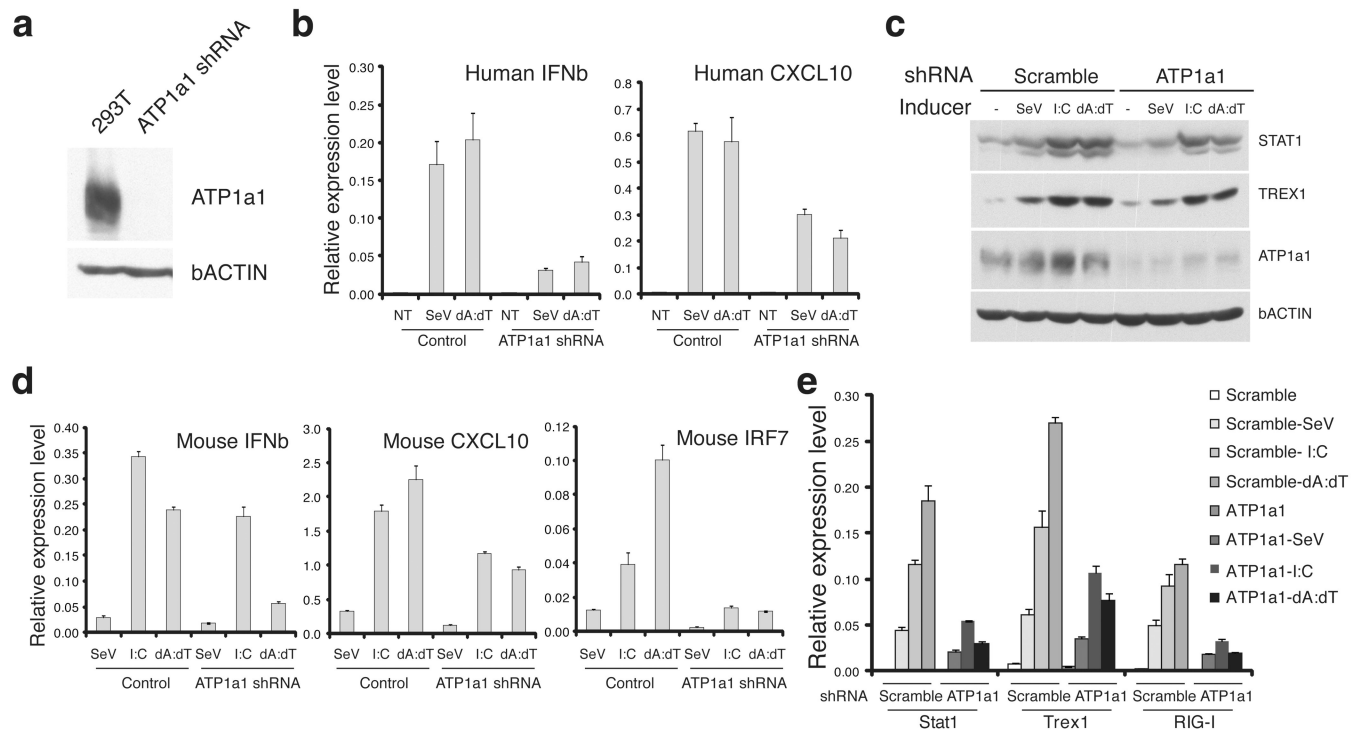 a
293T
ATP1a1 shRNA
ATP1a1
bACTIN
b
Relative expression level
Human IFNb
0.30
0.25
0.20
0.15
0.10
0.05
0.00
NT SeV dA:dT NT SeV dA:dT
Control ATP1a1 shRNA
Human CXCL10
0.8
0.7
0.6
0.5
0.4
0.3
0.2
0.1
0.0
NT SeV dA:dT NT SeV dA:dT
Control ATP1a1 shRNA
c
shRNA Scramble ATP1a1
Inducer - SeV I:C dA:dT - SeV I:C dA:dT
STAT1
TREX1
ATP1a1
bACTIN
d
Relative expression level
Mouse IFNb
0.40
0.35
0.30
0.25
0.20
0.15
0.10
0.05
0.00
SeV I:C dA:dT SeV I:C dA:dT
Control ATP1a1 shRNA
Mouse CXCL10
3.0
2.5
2.0
1.5
1.0
0.5
0.0
SeV I:C dA:dT SeV I:C dA:dT
Control ATP1a1 shRNA
Mouse IRF7
0.12
0.10
0.08
0.06
0.04
0.02
0.00
SeV I:C dA:dT SeV I:C dA:dT
Control ATP1a1 shRNA
e
Relative expression level
0.30
0.25
0.20
0.15
0.10
0.05
0.00
Scramble
Scramble-SeV
Scramble- I:C
Scramble-dA:dT
ATP1a1
ATP1a1-SeV
ATP1a1-I:C
ATP1a1-dA:dT
shRNA Scramble ATP1a1 Scramble ATP1a1 Scramble ATP1a1
Stat1 Trex1 RIG-I